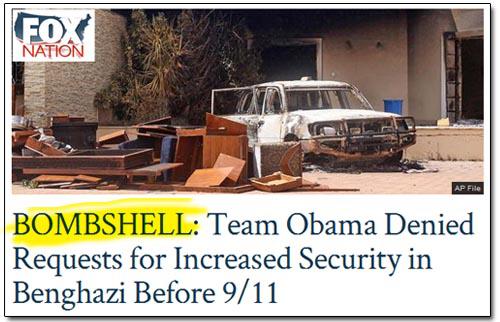 FOX
NATION
AP File
BOMBSHELL: Team Obama Denied
Requests for Increased Security in
Benghazi Before 9/11